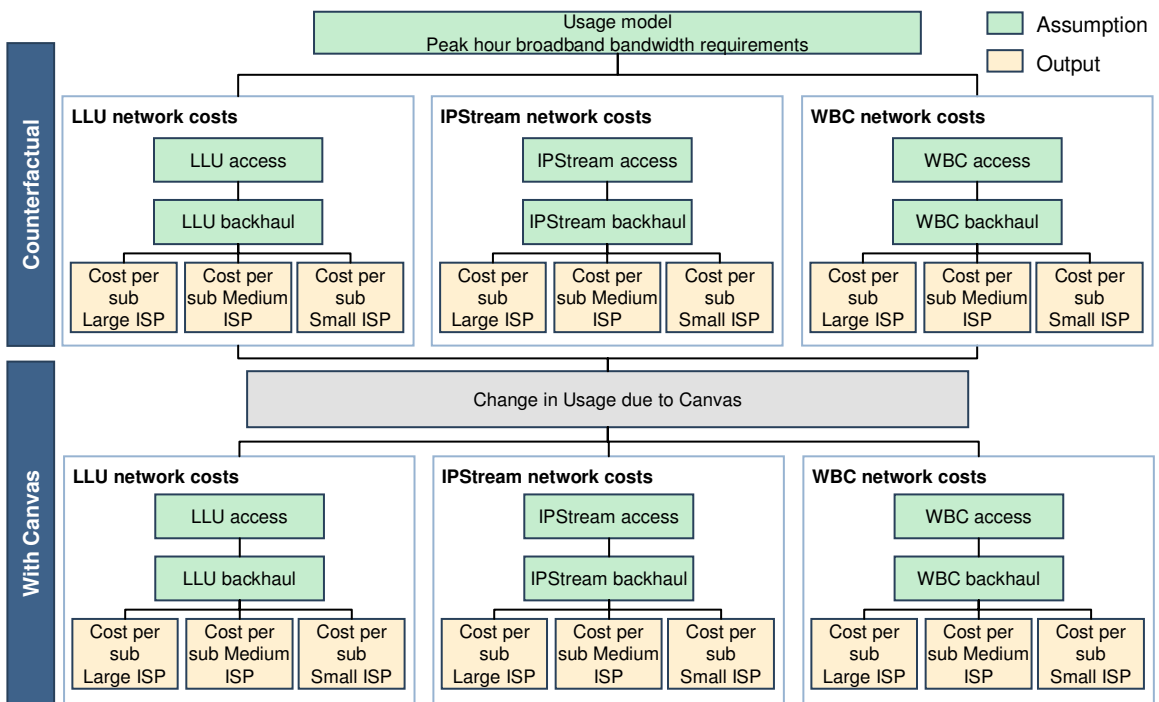 Usage model
Peak hour broadband bandwidth requirements
Assumption
Output
Counterfactual
LLU network costs
LLU access
LLU backhaul
Cost per
sub
Large ISP
Cost per
sub Medium
ISP
Cost per
sub
Small ISP
IPStream network costs
IPStream access
IPStream backhaul
Cost per
sub
Large ISP
Cost per
sub Medium
ISP
Cost per
sub
Small ISP
WBC network costs
WBC access
WBC backhaul
Cost per
sub
Large ISP
Cost per
sub Medium
ISP
Cost per
sub
Small ISP
Change in Usage due to Canvas
With Canvas
LLU network costs
LLU access
LLU backhaul
Cost per
sub
Large ISP
Cost per
sub Medium
ISP
Cost per
sub
Small ISP
IPStream network costs
IPStream access
IPStream backhaul
Cost per
sub
Large ISP
Cost per
sub Medium
ISP
Cost per
sub
Small ISP
WBC network costs
WBC access
WBC backhaul
Cost per
sub
Large ISP
Cost per
sub Medium
ISP
Cost per
sub
Small ISP